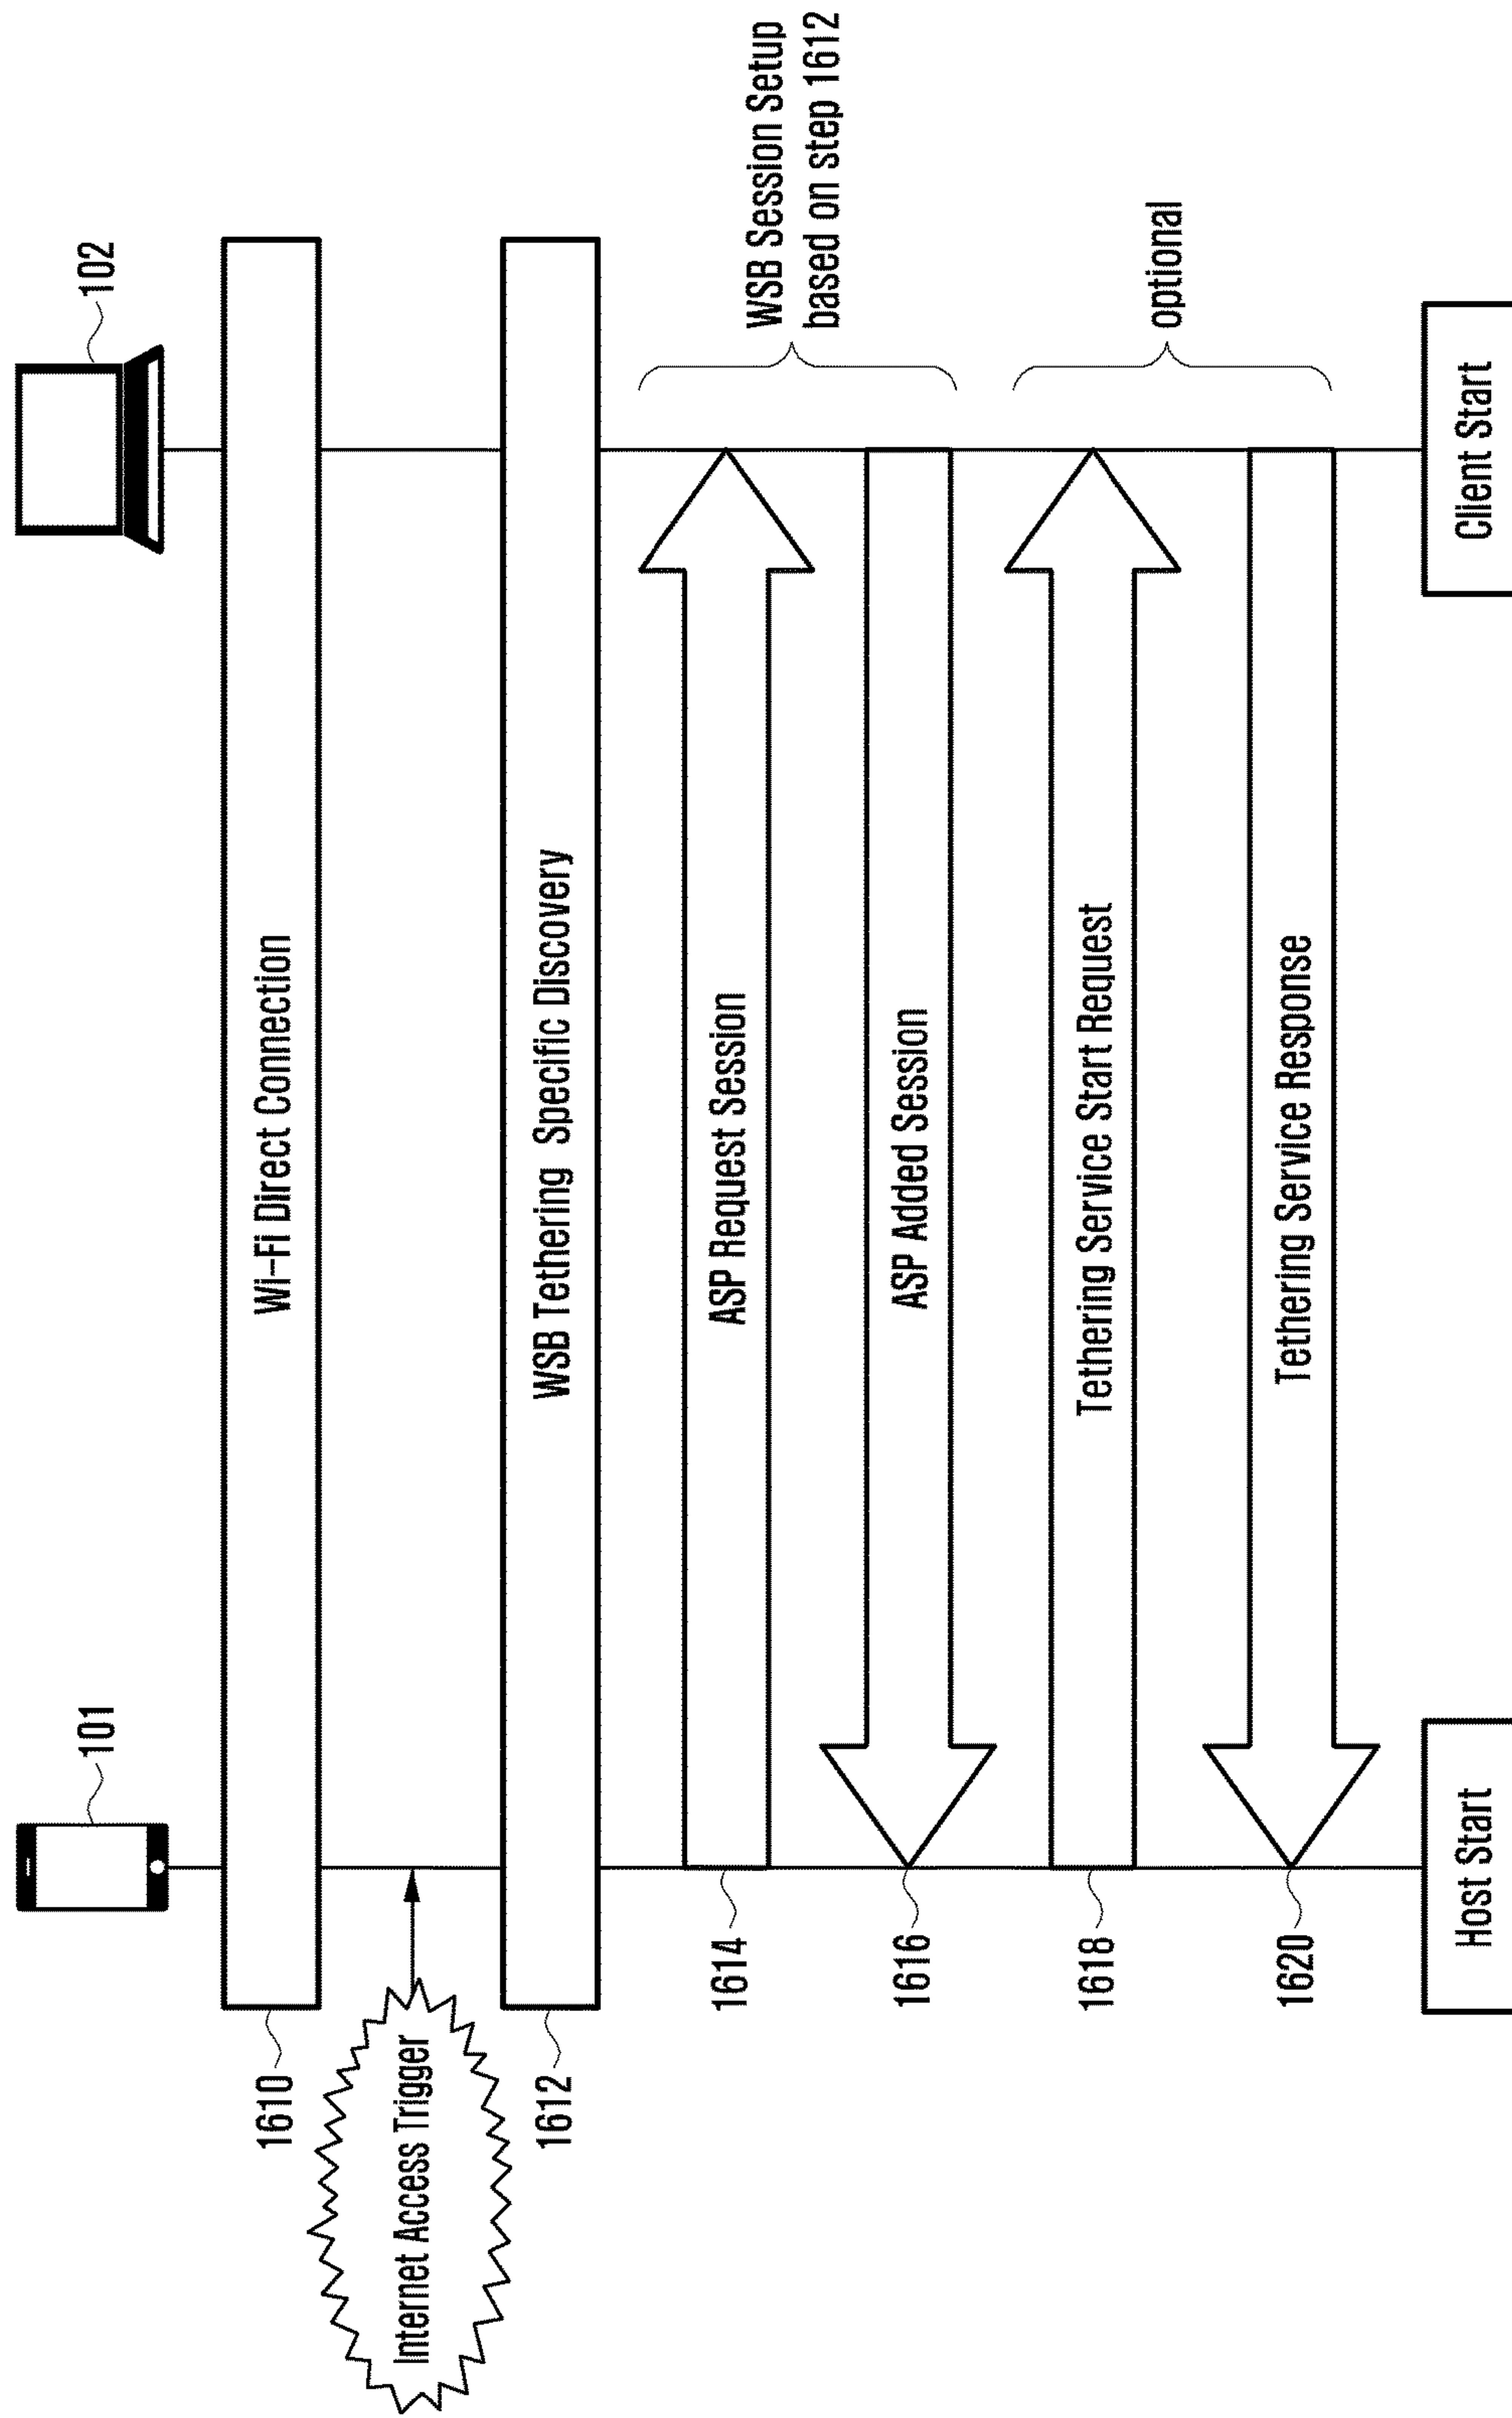 101
102
1610
Wi-Fi Direct Connection
Internet Access Trigger
1612
WSB Tethering Specific Discovery
1614
ASP Request Session
WSB Session Setup
based on step 1612
1616
ASP Added Session
1618
Tethering Service Start Request
optional
1620
Tethering Service Response
Host Start
Client Start